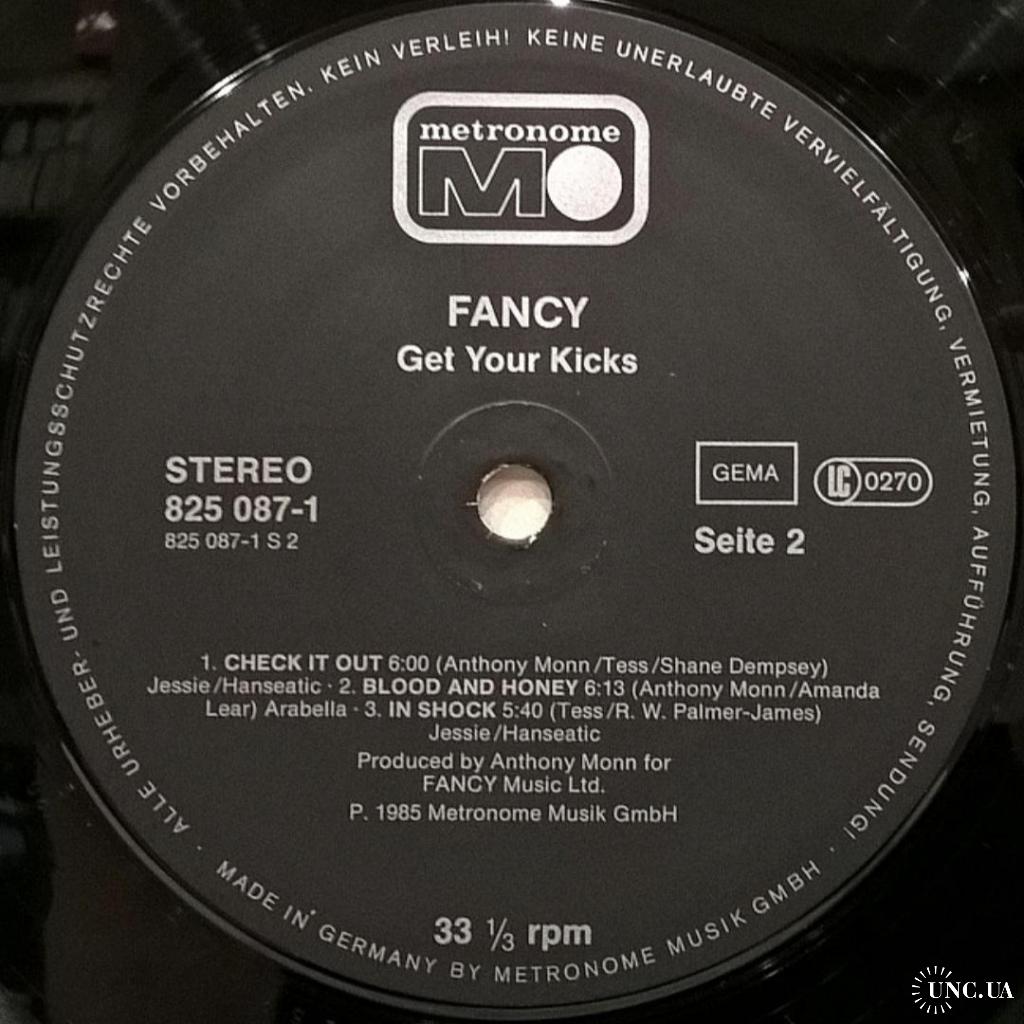 ALLE URHEBER- UND LEISTUNGSSCHUTZRECHTE VORBEHALTEN. KEIN VERLEIH! KEINE UNERLAUBTE VERVIELFÄLTIGUNG, VERMIETUNG, AUFFÜHRUNG, SENDUNG!
metronome
MO
FANCY
Get Your Kicks
STEREO
825 087-1
825 087-1 S 2
GEMA
LC 0270
Seite 2
1. CHECK IT OUT 6:00 (Anthony Monn/Tess/Shane Dempsey)
Jessie/Hanseatic · 2. BLOOD AND HONEY 6:13 (Anthony Monn/Amanda
Lear) Arabella · 3. IN SHOCK 5:40 (Tess/R. W. Palmer-James)
Jessie/Hanseatic
Produced by Anthony Monn for
FANCY Music Ltd.
P. 1985 Metronome Musik GmbH
33 ⅓ rpm
· MADE IN GERMANY BY METRONOME MUSIK GMBH ·
UNC.UA